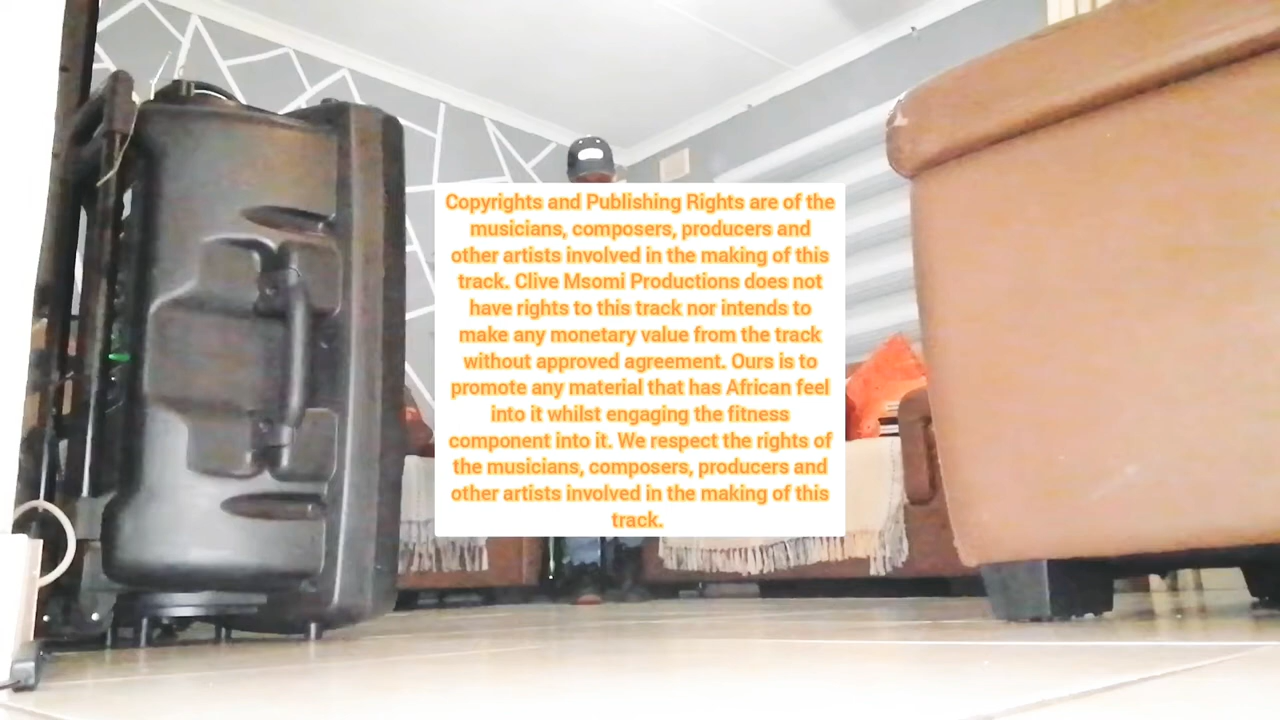 Copyrights and Publishing Rights are of the
musicians, composers, producers and
other artists involved in the making of this
track. Clive Msomi Productions does not
have rights to this track nor intends to
make any monetary value from the track
without approved agreement. Ours is to
promote any material that has African feel
into it whilst engaging the fitness
component into it. We respect the rights of
the musicians, composers, producers and
other artists involved in the making of this
track.